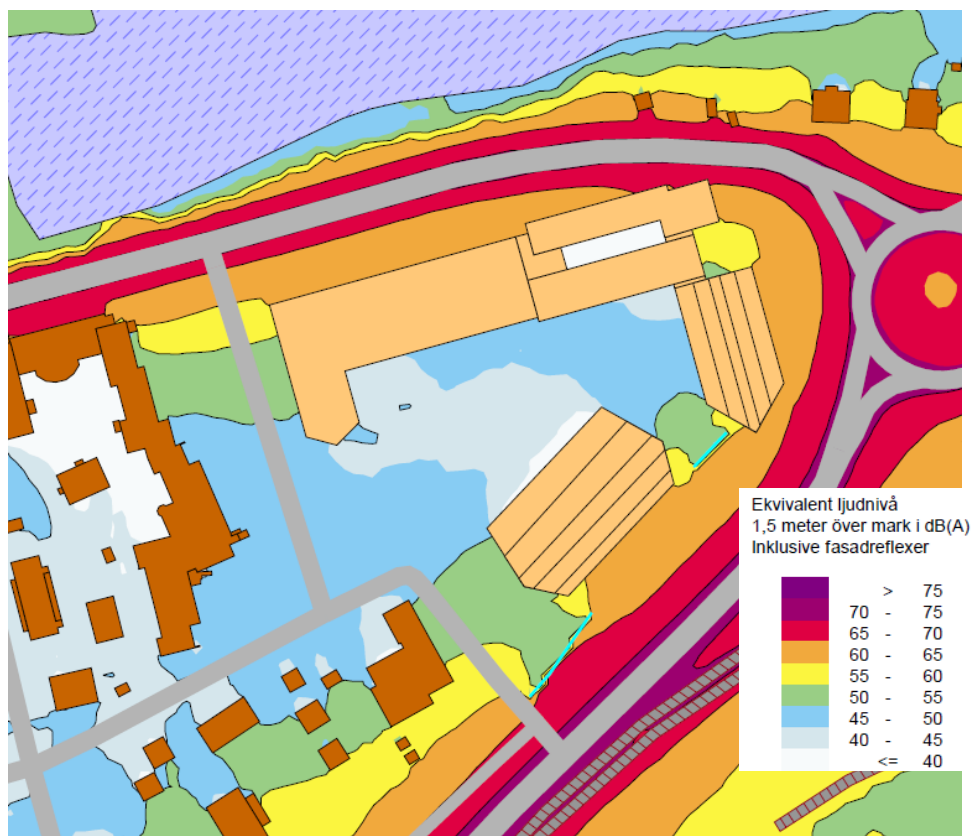 Ekvivalent ljudnivå
1,5 meter över mark i dB(A)
Inklusive fasadreflexer
> 75
70 - 75
65 - 70
60 - 65
55 - 60
50 - 55
45 - 50
40 - 45
<= 40